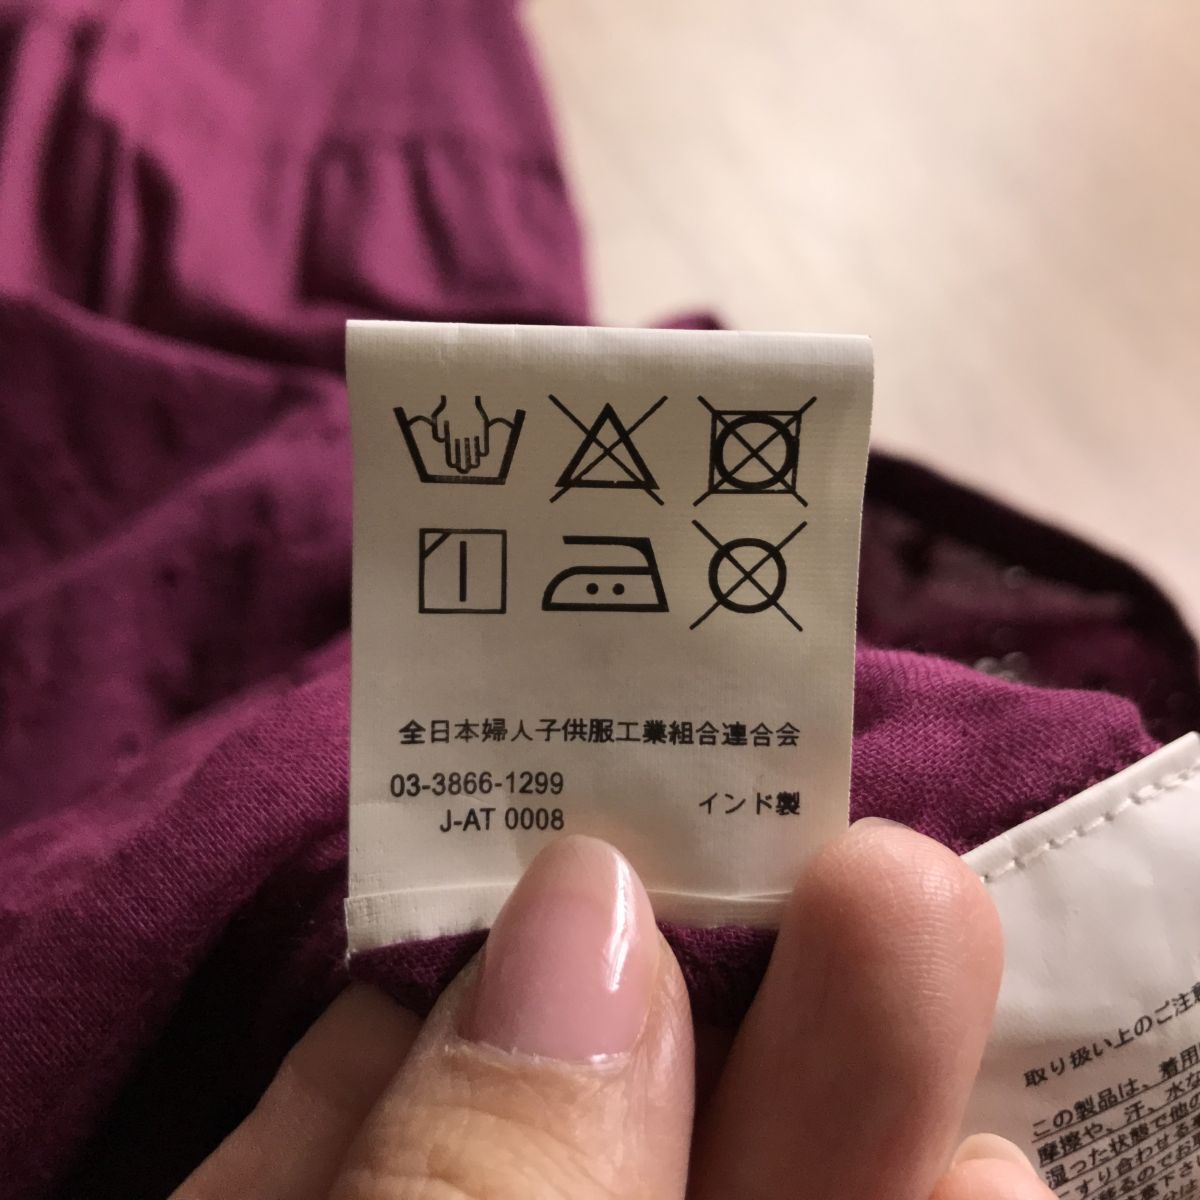 全日本婦人子供服工業組合連合会
03-3866-1299
J-AT 0008
インド製
取り扱い上のご注意
この製品は、着用
摩擦や、汗、水な
湿った状態で他の
すり合わせる